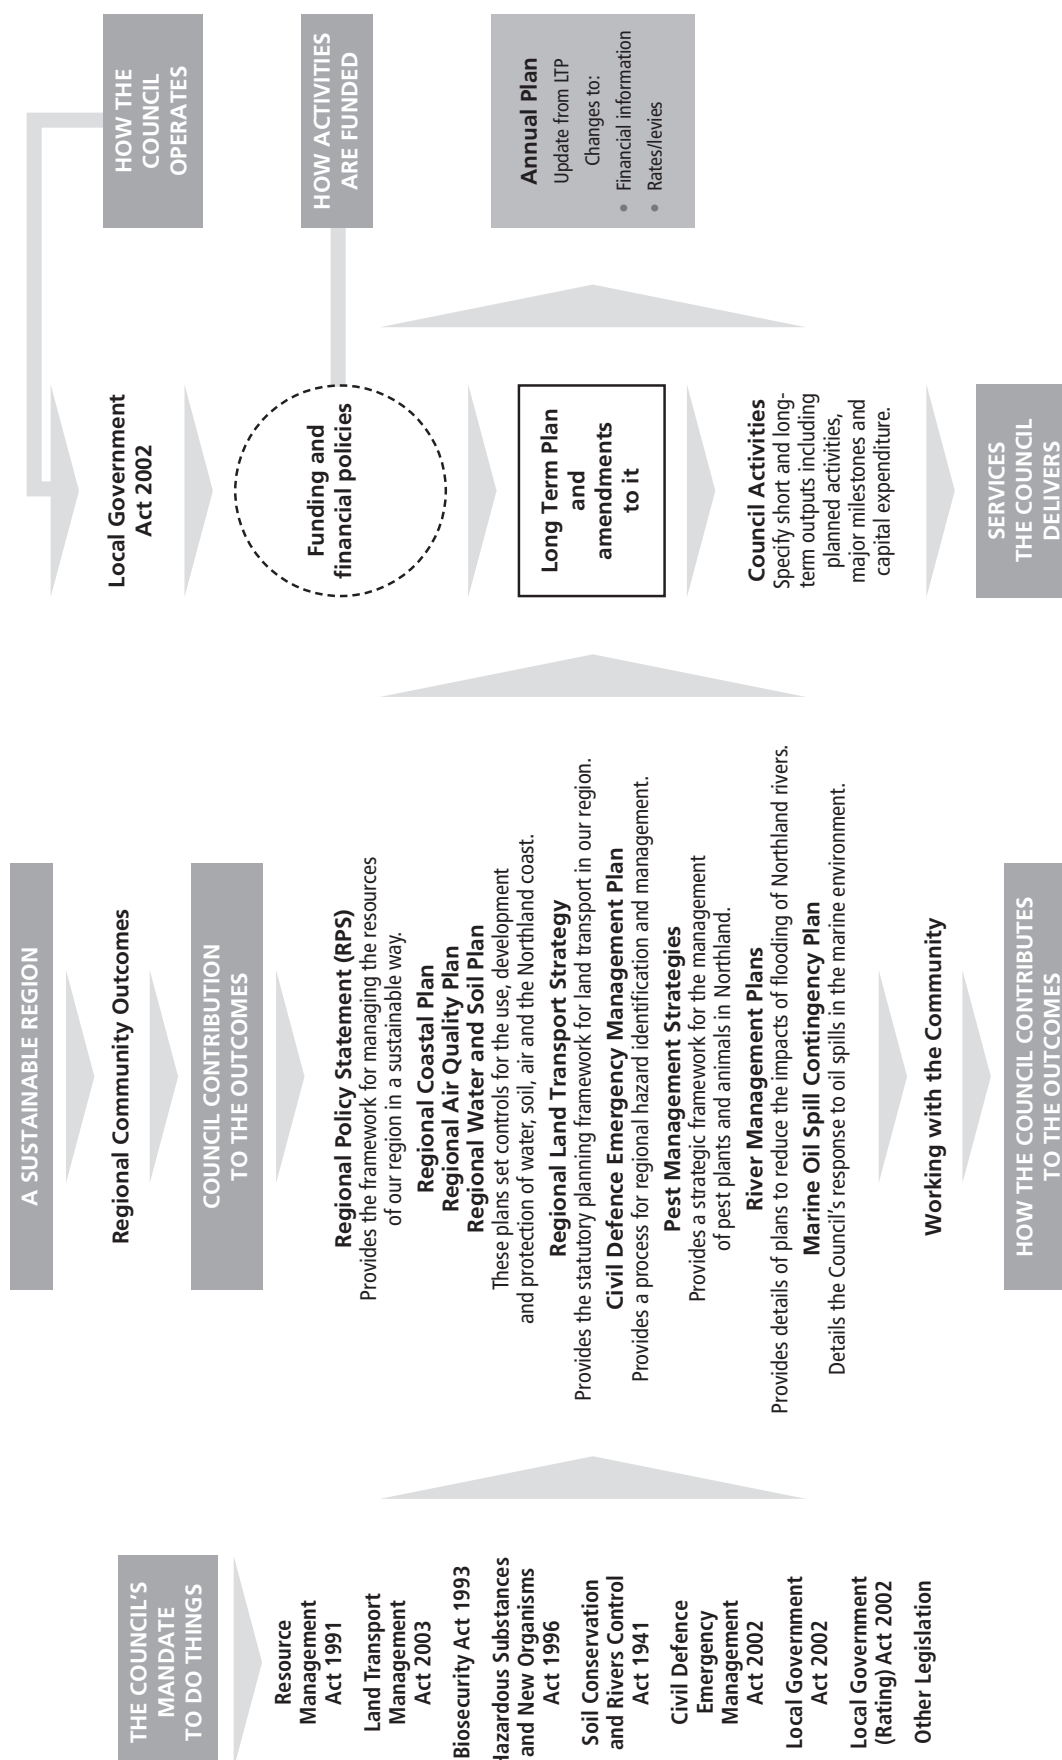 THE COUNCIL'S
MANDATE
TO DO THINGS
Resource
Management
Act 1991
Land Transport
Management
Act 2003
Biosecurity Act 1993
Hazardous Substances
and New Organisms
Act 1996
Soil Conservation
and Rivers Control
Act 1941
Civil Defence
Emergency
Management
Act 2002
Local Government
Act 2002
Local Government
(Rating) Act 2002
Other Legislation
A SUSTAINABLE REGION
Regional Community Outcomes
COUNCIL CONTRIBUTION
TO THE OUTCOMES
Regional Policy Statement (RPS)
Provides the framework for managing the resources
of our region in a sustainable way.
Regional Coastal Plan
Regional Air Quality Plan
Regional Water and Soil Plan
These plans set controls for the use, development
and protection of water, soil, air and the Northland coast.
Regional Land Transport Strategy
Provides the statutory planning framework for land transport in our region.
Civil Defence Emergency Management Plan
Provides a process for regional hazard identification and management.
Pest Management Strategies
Provides a strategic framework for the management
of pest plants and animals in Northland.
River Management Plans
Provides details of plans to reduce the impacts of flooding of Northland rivers.
Marine Oil Spill Contingency Plan
Details the Council's response to oil spills in the marine environment.
Working with the Community
HOW THE COUNCIL CONTRIBUTES
TO THE OUTCOMES
Local Government
Act 2002
Funding and
financial policies
Long Term Plan
and
amendments
to it
Council Activities
Specify short and long-
term outputs including
planned activities,
major milestones and
capital expenditure.
SERVICES
THE COUNCIL
DELIVERS
HOW THE
COUNCIL
OPERATES
HOW ACTIVITIES
ARE FUNDED
Annual Plan
Update from LTP
Changes to:
• Financial information
• Rates/levies